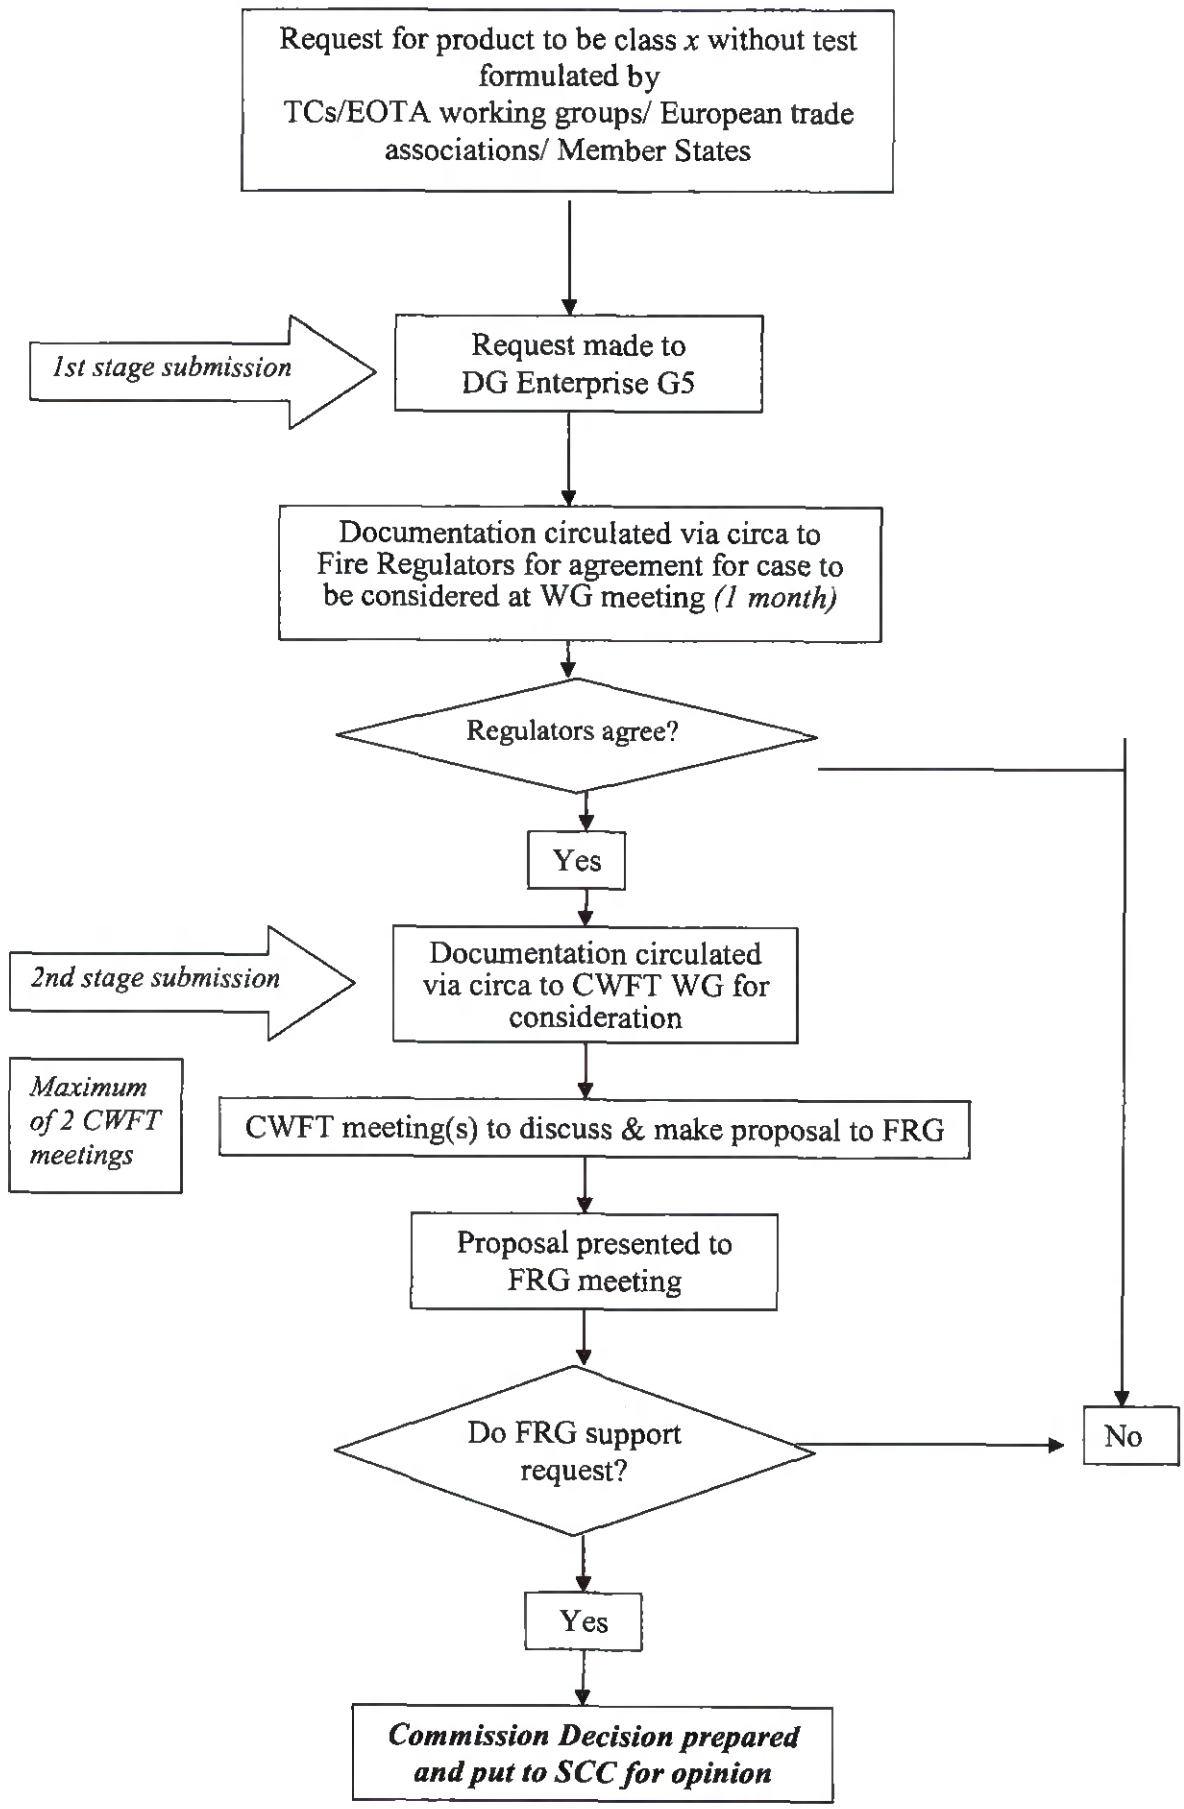 Request for product to be class x without test
formulated by
TCs/EOTA working groups/ European trade
associations/ Member States
1st stage submission
Request made to
DG Enterprise G5
Documentation circulated via circa to
Fire Regulators for agreement for case to
be considered at WG meeting (1 month)
Regulators agree?
Yes
2nd stage submission
Documentation circulated
via circa to CWFT WG for
consideration
Maximum
of 2 CWFT
meetings
CWFT meeting(s) to discuss & make proposal to FRG
Proposal presented to
FRG meeting
Do FRG support
request?
No
Yes
Commission Decision prepared
and put to SCC for opinion